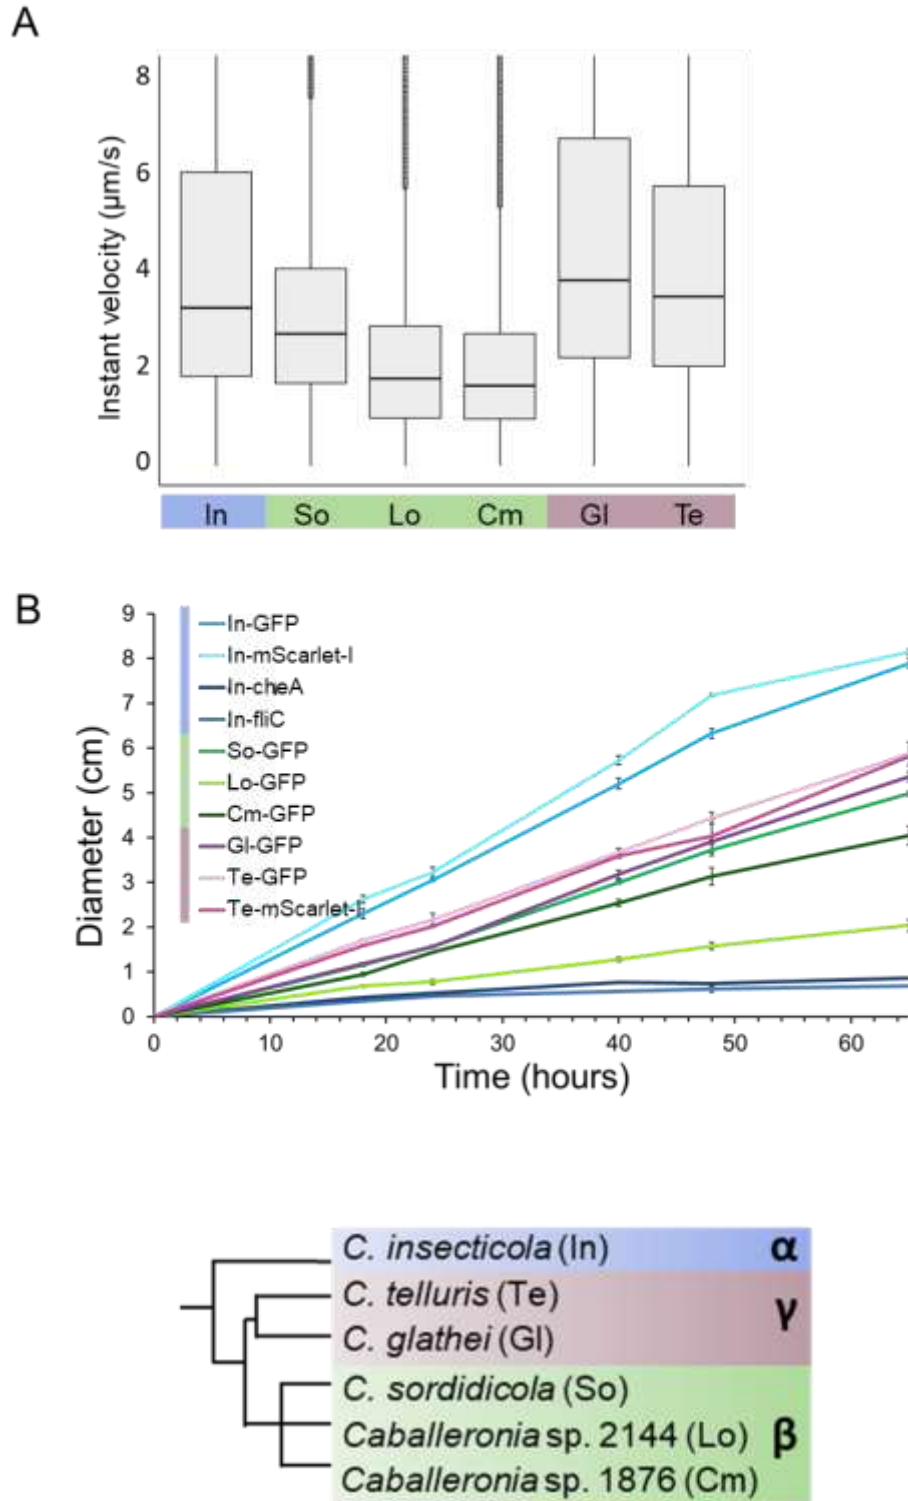 A
Instant velocity (µm/s)
8
6
4
2
0
In So Lo Cm Gl Te
B
Diameter (cm)
9
8
7
6
5
4
3
2
1
0
In-GFP
In-mScarlet-I
In-cheA
In-fliC
So-GFP
Lo-GFP
Cm-GFP
Gl-GFP
Te-GFP
Te-mScarlet-I
0 10 20 30 40 50 60
Time (hours)
C. insecticola (In) α
C. telluris (Te)
γ
C. glathei (Gl)
C. sordidicola (So)
Caballeronia sp. 2144 (Lo) β
Caballeronia sp. 1876 (Cm)